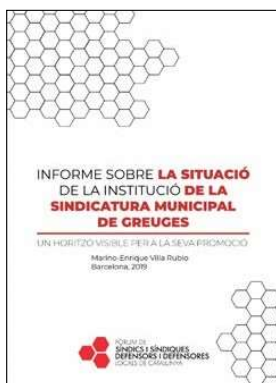 INFORME SOBRE LA SITUACIÓ
DE LA INSTITUCIÓ DE LA
SINDICATURA MUNICIPAL
DE GREUGES
UN HORITZÓ VISIBLE PER A LA SEVA PROMOCIÓ
Marino-Enrique Villa Rubio
Barcelona, 2019
FÒRUM DE
SÍNDICS I SÍNDIQUES
DEFENSORS I DEFENSORES
LOCALS DE CATALUNYA